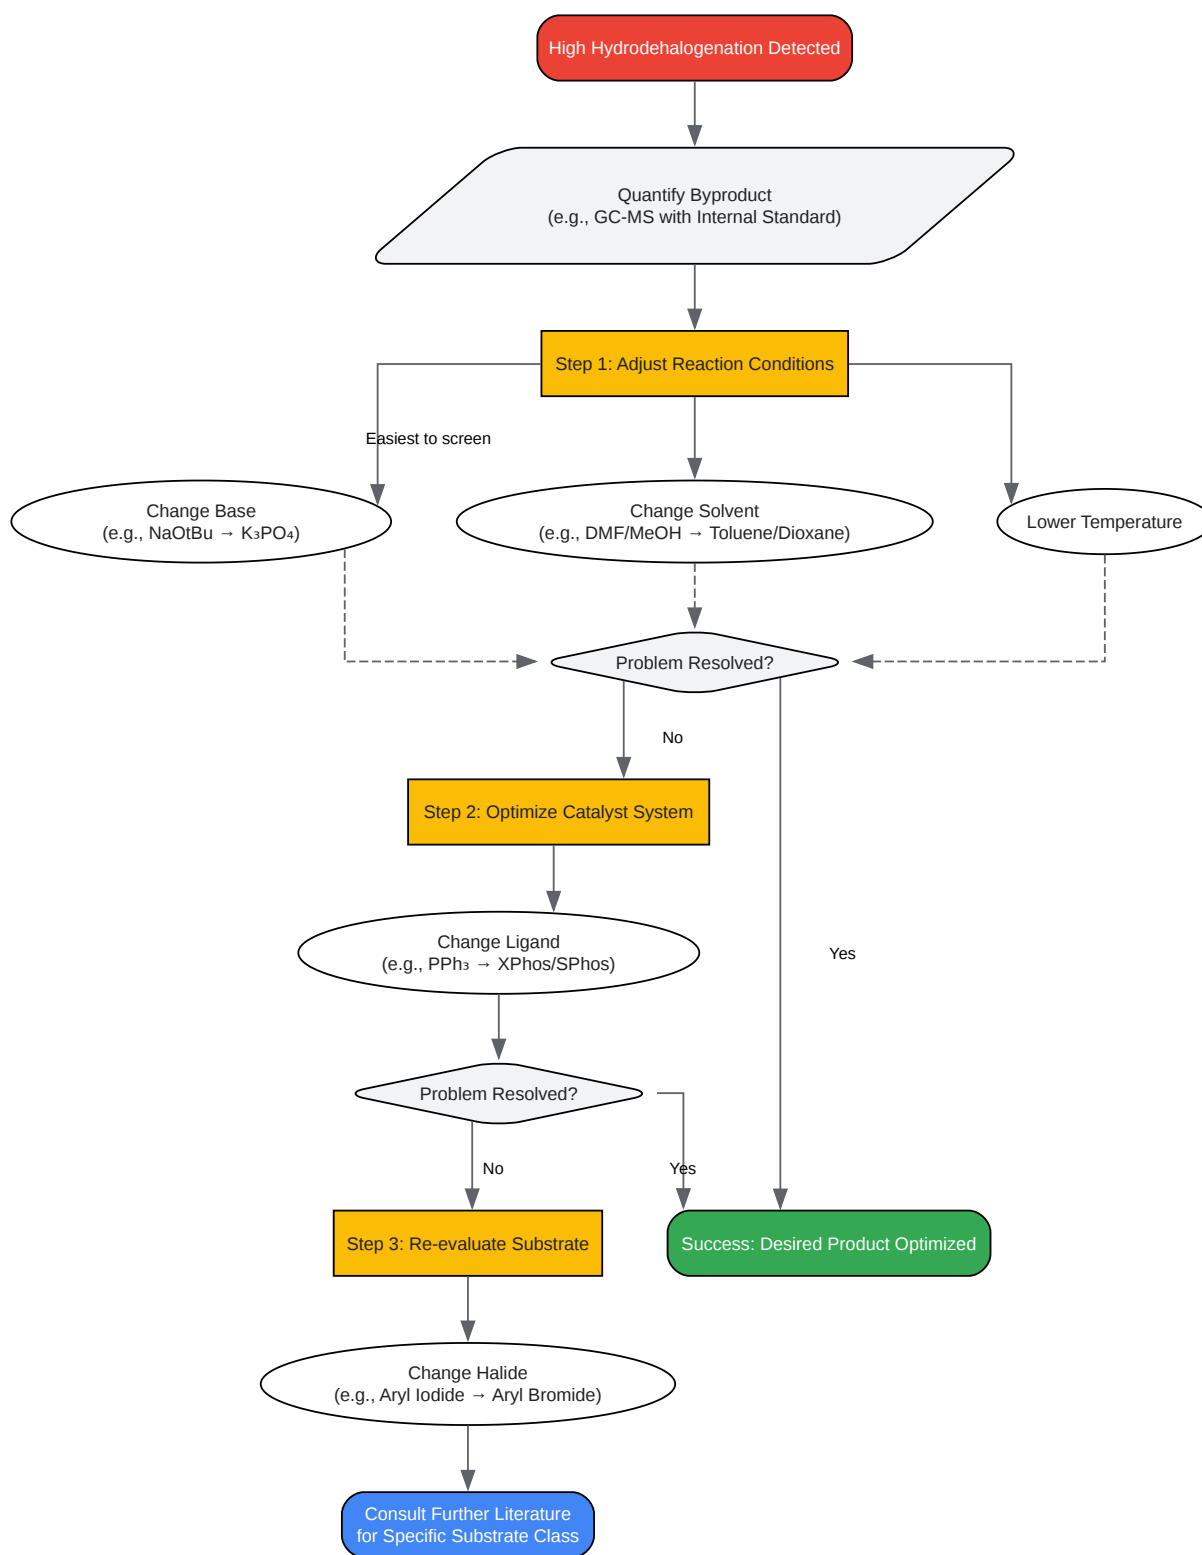 High Hydrodehalogenation Detected
Quantify Byproduct
(e.g., GC-MS with Internal Standard)
Step 1: Adjust Reaction Conditions
Easiest to screen
Change Base
(e.g., NaOtBu → K₃PO₄)
Change Solvent
(e.g., DMF/MeOH → Toluene/Dioxane)
Lower Temperature
Problem Resolved?
No
Step 2: Optimize Catalyst System
Change Ligand
(e.g., PPh₃ → XPhos/SPhos)
Yes
Problem Resolved?
No
Yes
Step 3: Re-evaluate Substrate
Success: Desired Product Optimized
Change Halide
(e.g., Aryl Iodide → Aryl Bromide)
Consult Further Literature
for Specific Substrate Class